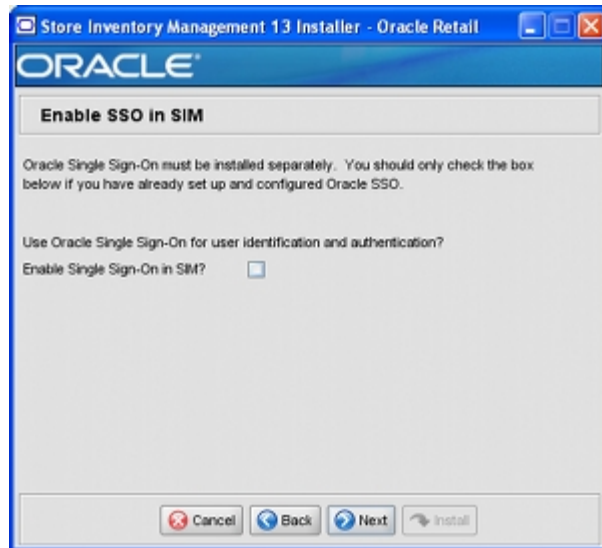 Store Inventory Management 13 Installer - Oracle Retail
ORACLE
Enable SSO in SIM
Oracle Single Sign-On must be installed separately. You should only check the box
below if you have already set up and configured Oracle SSO.
Use Oracle Single Sign-On for user identification and authentication?
Enable Single Sign-On in SIM?
Cancel Back Next Install